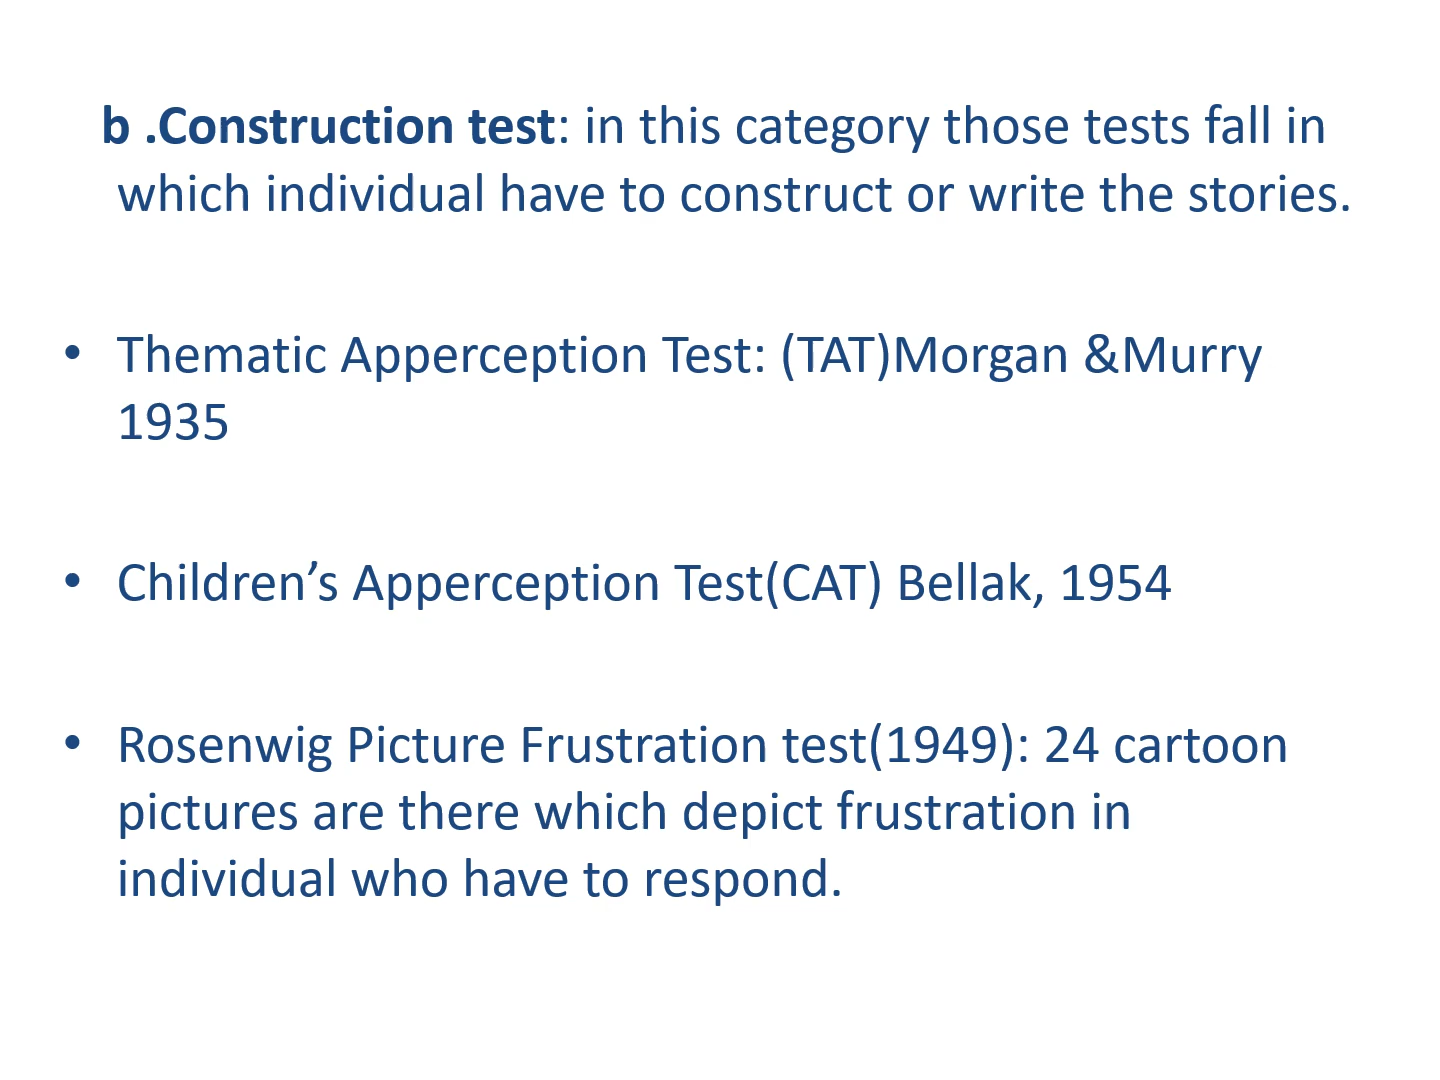 b .Construction test: in this category those tests fall in
which individual have to construct or write the stories.
• Thematic Apperception Test: (TAT)Morgan &Murry
1935
• Children’s Apperception Test(CAT) Bellak, 1954
• Rosenwig Picture Frustration test(1949): 24 cartoon
pictures are there which depict frustration in
individual who have to respond.